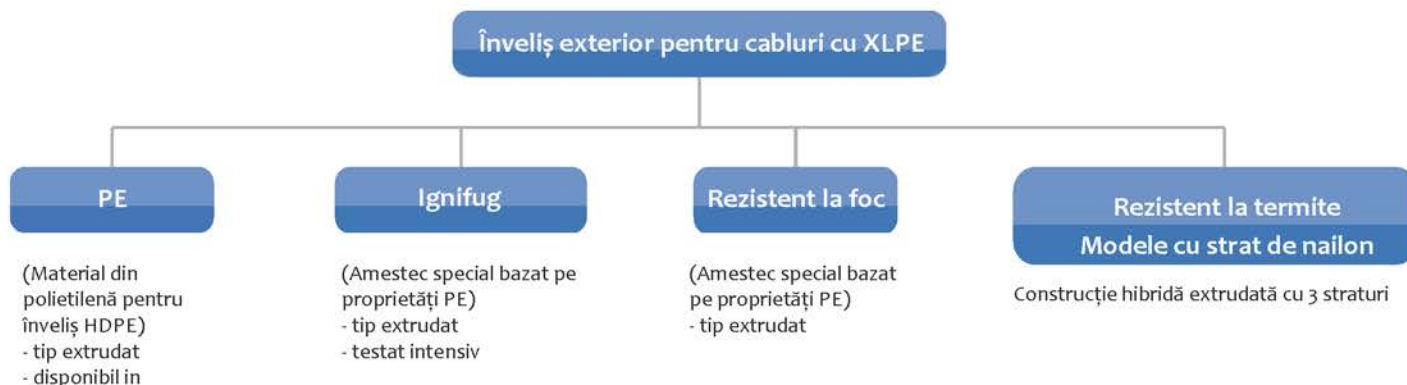 Înveliș exterior pentru cabluri cu XLPE
PE
(Material din
polietilenă pentru
înveliș HDPE)
- tip extrudat
- disponibil in
Ignifug
(Amestec special bazat pe
proprietăți PE)
- tip extrudat
- testat intensiv
Rezistent la foc
(Amestec special bazat
pe proprietăți PE)
- tip extrudat
Rezistent la termite
Modele cu strat de nailon
Construcție hibridă extrudată cu 3 straturi